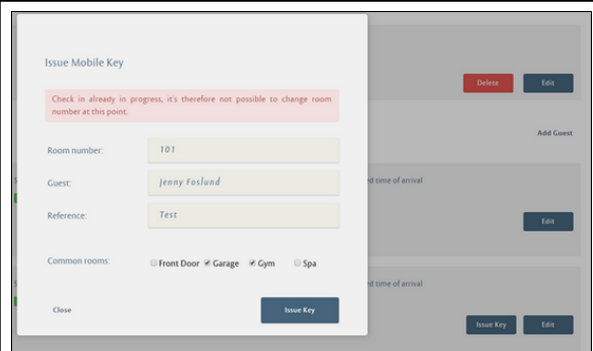 Issue Mobile Key
Check in already in progress, it's therefore not possible to change room
number at this point.
Delete
Edit
Add Guest
Room number:
101
Guest:
Jenny Foslund
ed time of arrival
Reference:
Test
Edit
Common rooms:
Front Door
Garage
Gym
Spa
ed time of arrival
Close
Issue Key
Issue Key
Edit